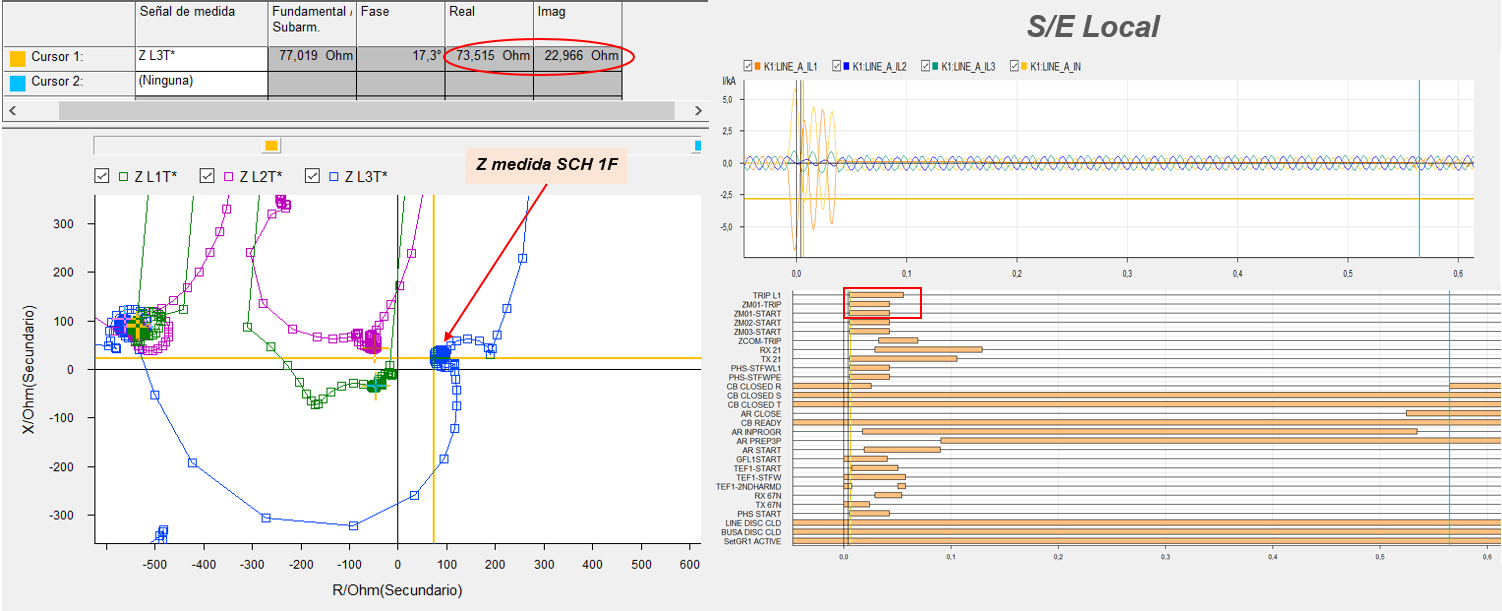 Señal de medida
Fundamental /
Subarm.
Fase
Real
Imag
Cursor 1:
Z L3T*
77,019 Ohm
17,3°
73,515 Ohm
22,966 Ohm
Cursor 2:
(Ninguna)
Z medida SCH 1F
Z L1T*
Z L2T*
Z L3T*
X/Ohm(Secundario)
300
200
100
0
-100
-200
-300
-500
-400
-300
-200
-100
0
100
200
300
400
500
600
R/Ohm(Secundario)
S/E Local
K1:LINE_A_IL1
K1:LINE_A_IL2
K1:LINE_A_IL3
K1:LINE_A_IN
I/kA
5,0
2,5
0,0
-2,5
-5,0
0,0
0,1
0,2
0,3
0,4
0,5
0,6
TRIP L1
ZM01-TRIP
ZM01-START
ZM02-START
ZM03-START
ZCOM-TRIP
RX 21
TX 21
PHS-STFWL1
PHS-STFWPE
CB CLOSED R
CB CLOSED S
CB CLOSED T
AR CLOSE
CB READY
AR INPROGR
AR PREP3P
AR START
GFL1START
TEF1-START
TEF1-STFW
TEF1-2NDHARMD
RX 67N
TX 67N
PHS START
LINE DISC CLD
BUSA DISC CLD
SetGR1 ACTIVE
0,0
0,1
0,2
0,3
0,4
0,5
0,6